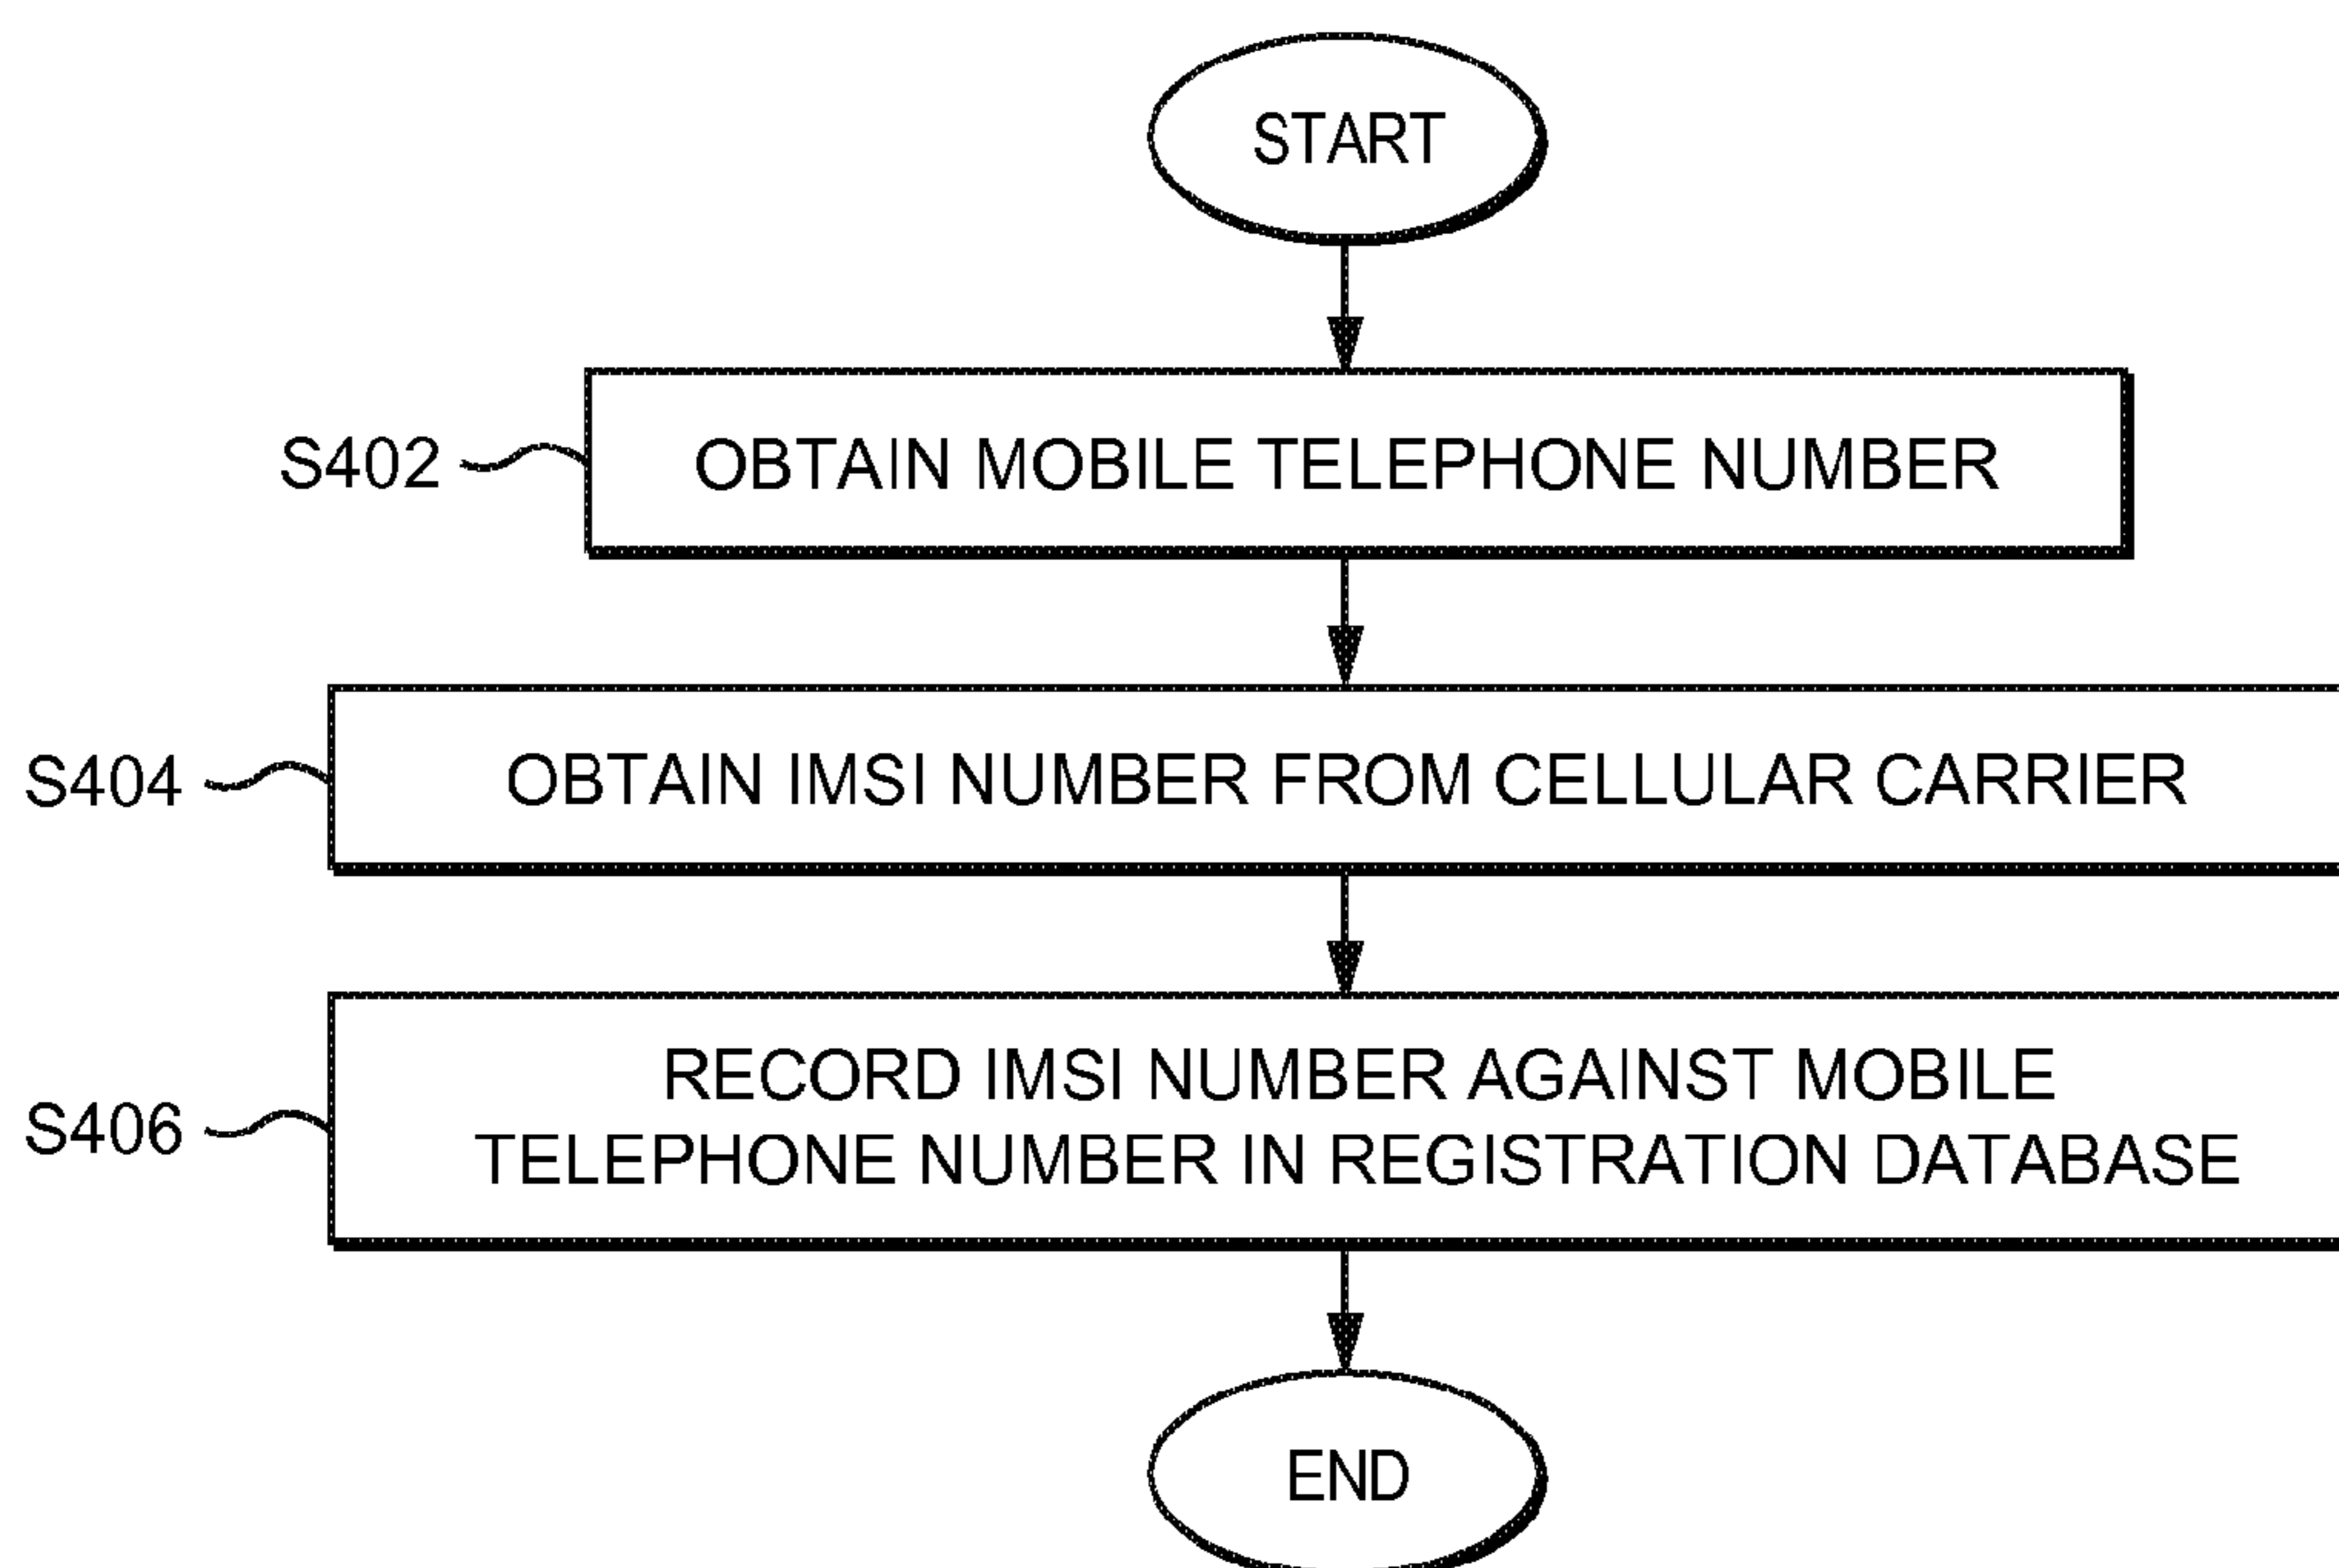 START
S402
OBTAIN MOBILE TELEPHONE NUMBER
S404
OBTAIN IMSI NUMBER FROM CELLULAR CARRIER
S406
RECORD IMSI NUMBER AGAINST MOBILE
TELEPHONE NUMBER IN REGISTRATION DATABASE
END